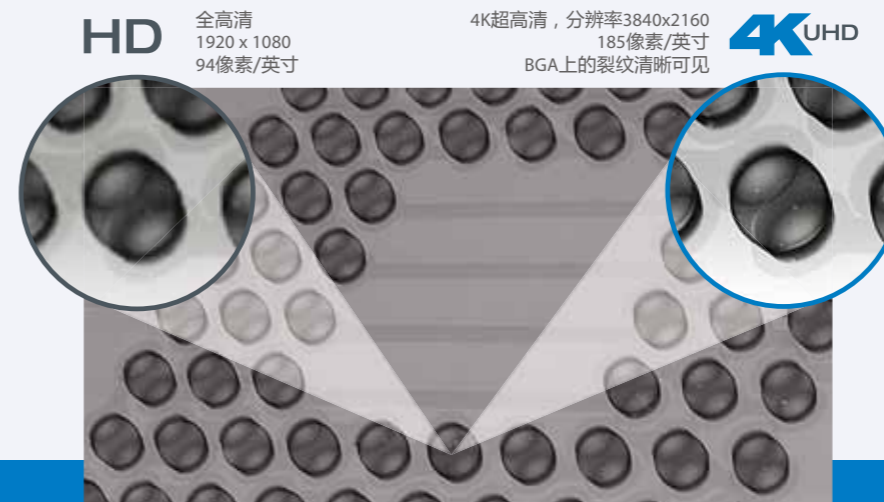 HD
全高清
1920 x 1080
94像素/英寸
4K超高清，分辨率3840x2160
185像素/英寸
BGA上的裂纹清晰可见
4K UHD